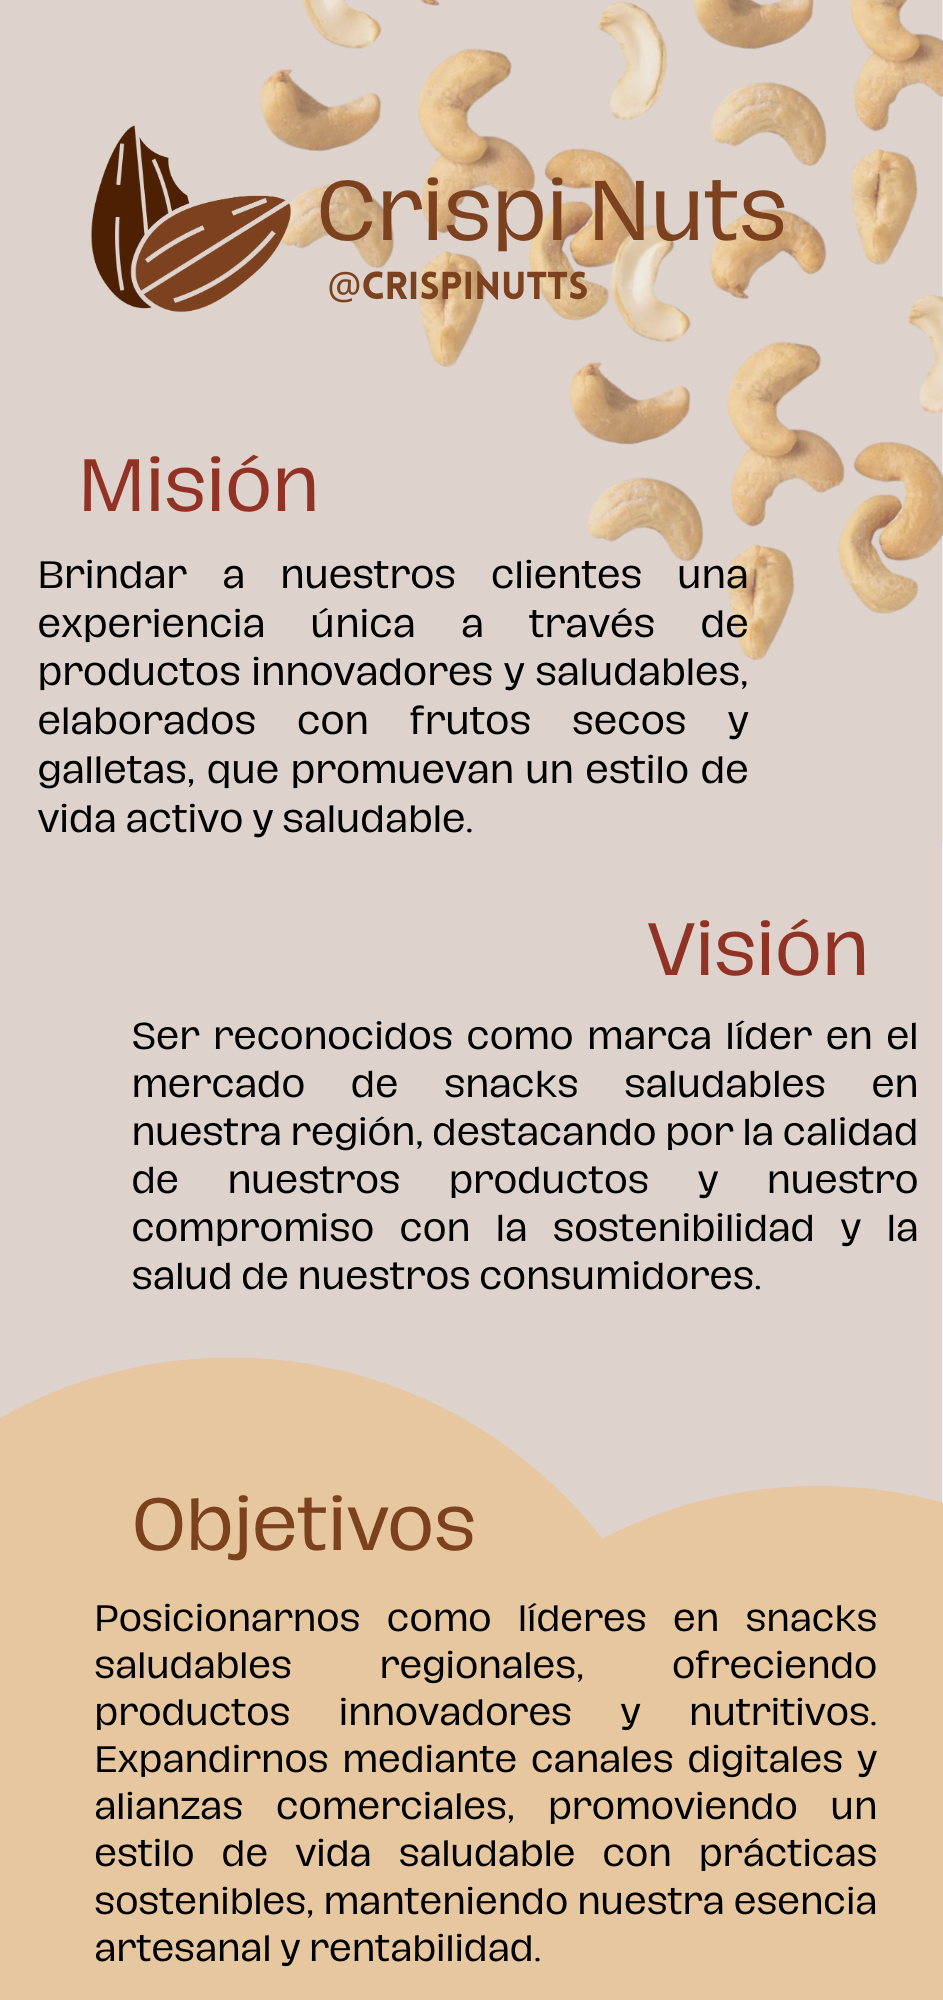 Crispi Nuts
@CRISPINUTTS
Misión
Brindar a nuestros clientes una
experiencia única a través de
productos innovadores y saludables,
elaborados con frutos secos y
galletas, que promuevan un estilo de
vida activo y saludable.
Visión
Ser reconocidos como marca líder en el
mercado de snacks saludables en
nuestra región, destacando por la calidad
de nuestros productos y nuestro
compromiso con la sostenibilidad y la
salud de nuestros consumidores.
Objetivos
Posicionarnos como líderes en snacks
saludables regionales, ofreciendo
productos innovadores y nutritivos.
Expandirnos mediante canales digitales y
alianzas comerciales, promoviendo un
estilo de vida saludable con prácticas
sostenibles, manteniendo nuestra esencia
artesanal y rentabilidad.